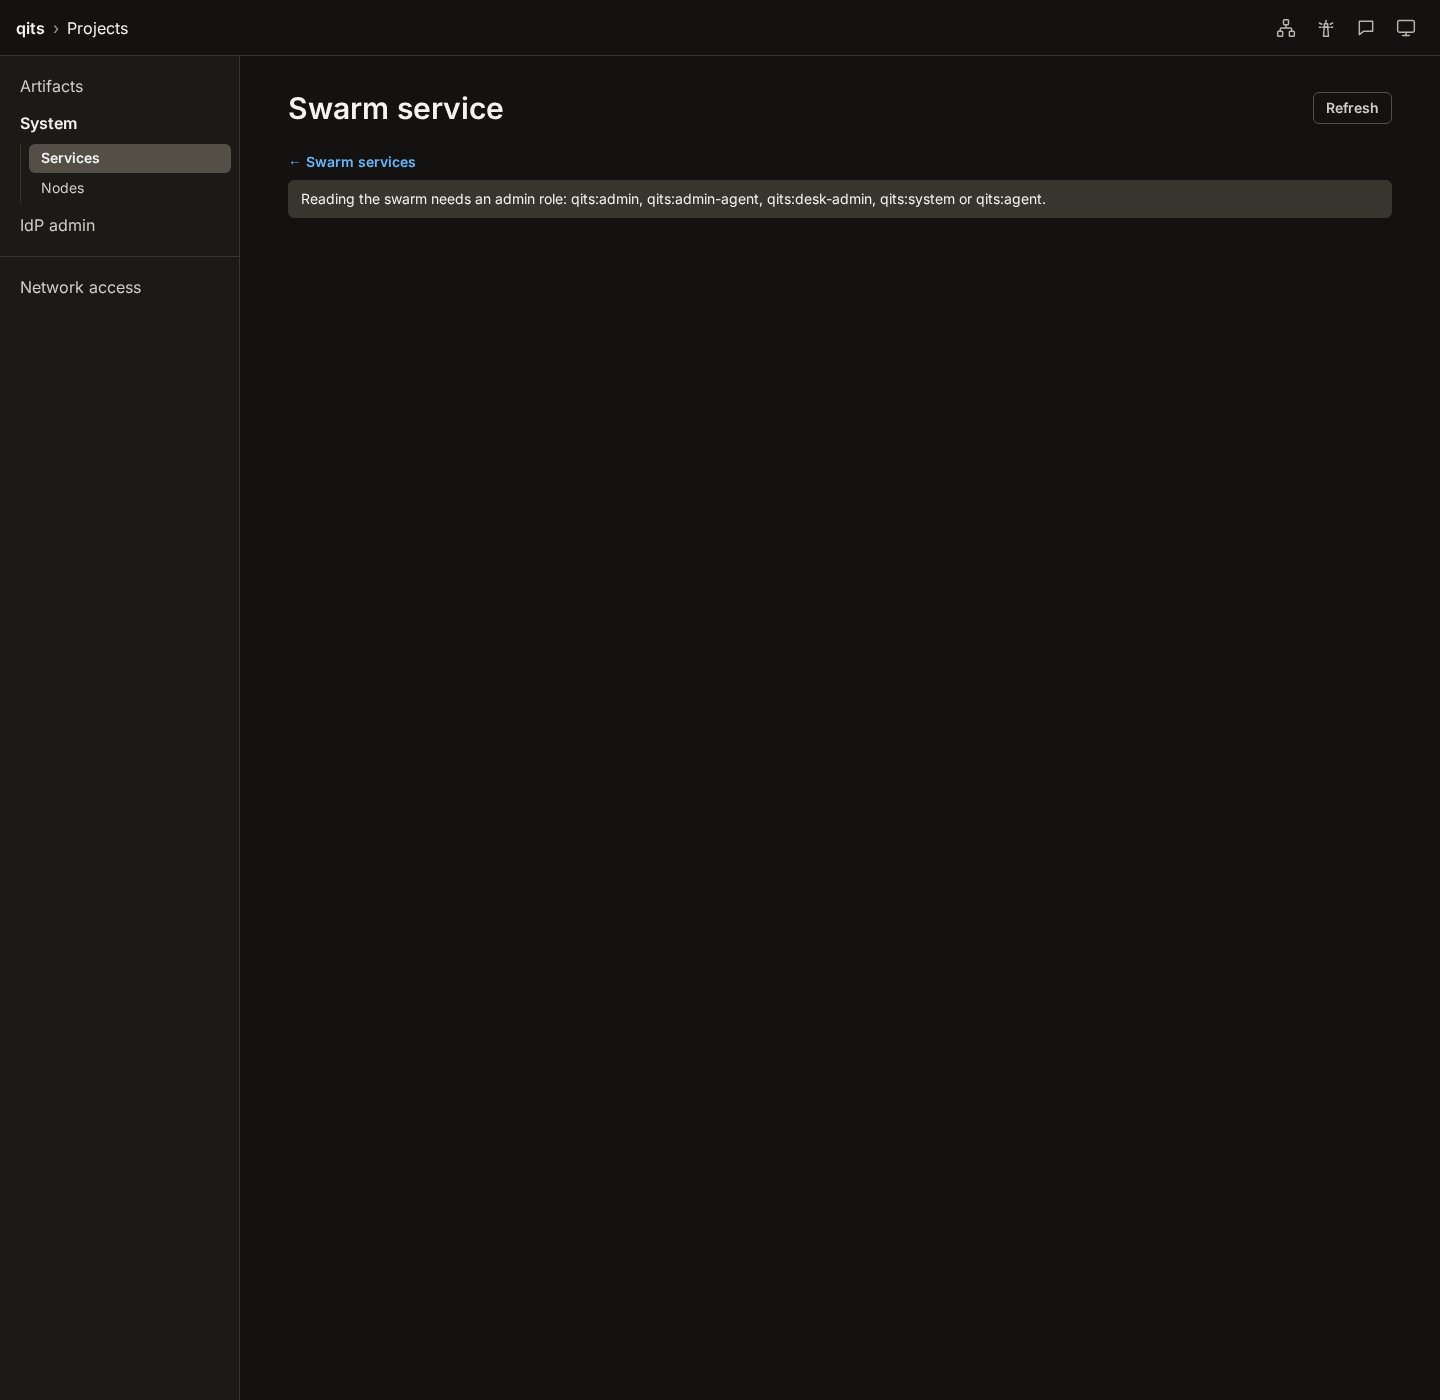 qits › Projects
Artifacts
System
Services
Nodes
IdP admin
Network access
Swarm service
Refresh
← Swarm services
Reading the swarm needs an admin role: qits:admin, qits:admin-agent, qits:desk-admin, qits:system or qits:agent.